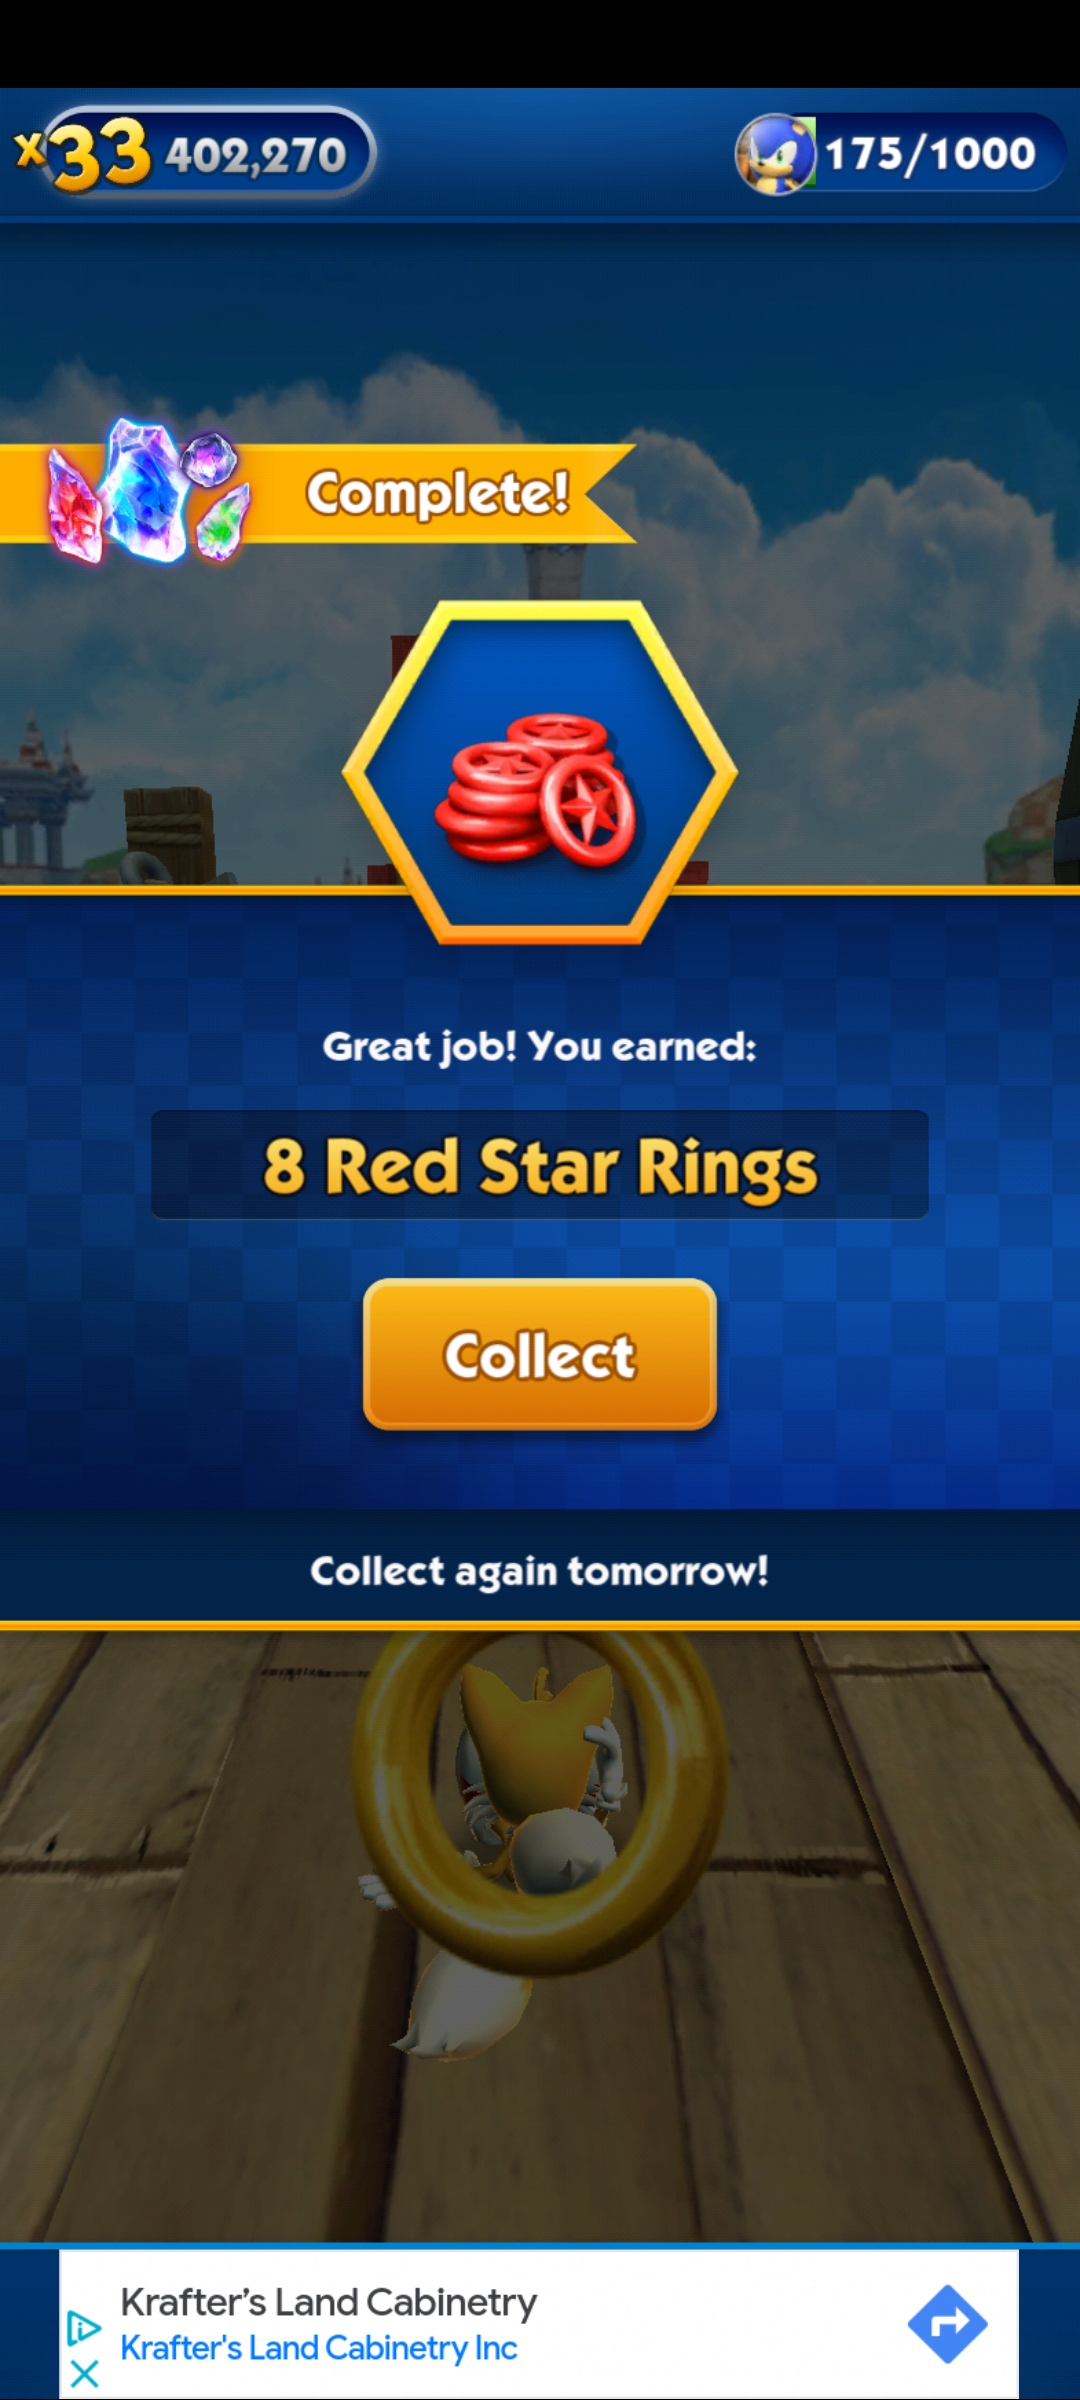 x33 402,270
175/1000
Complete!
Great job! You earned:
8 Red Star Rings
Collect
Collect again tomorrow!
Krafter’s Land Cabinetry
Krafter's Land Cabinetry Inc